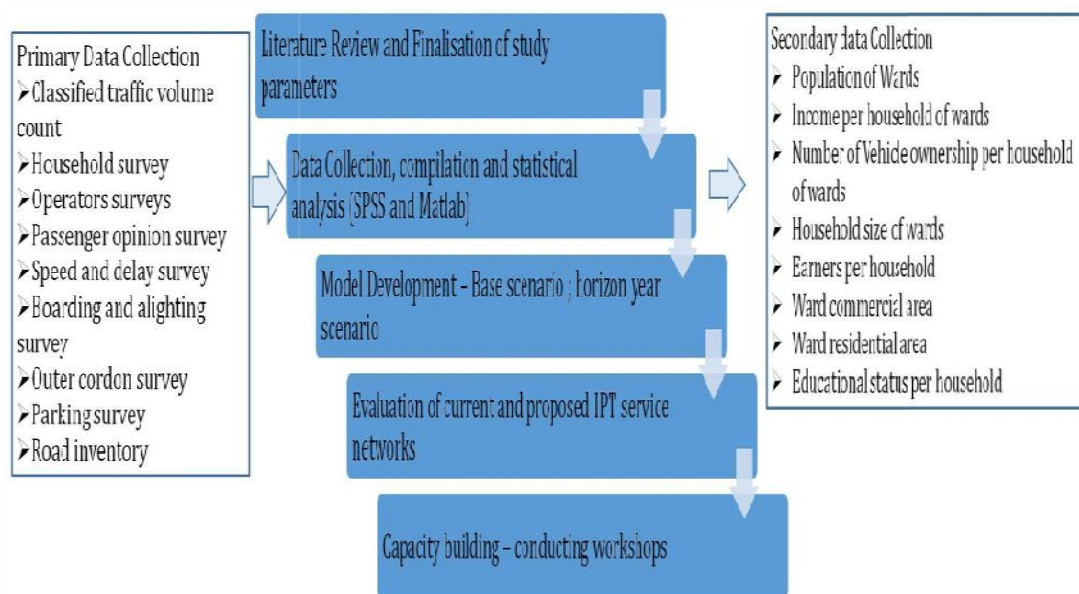 Primary Data Collection
➢Classified traffic volume
count
➢Household survey
➢Operators surveys
➢Passenger opinion survey
➢Speed and delay survey
➢Boarding and alighting
survey
➢Outer cordon survey
➢Parking survey
➢Road inventory
Literature Review and Finalisation of study
parameters
Data Collection, compilation and statistical
analysis (SPSS and Matlab)
Model Development – Base scenario ; horizon year
scenario
Evaluation of current and proposed IPT service
networks
Capacity building – conducting workshops
Secondary data Collection
➢ Population of Wards
➢ Income per household of wards
➢ Number of Vehicle ownership per household
of wards
➢ Household size of wards
➢ Earners per household
➢ Ward commercial area
➢ Ward residential area
➢ Educational status per household